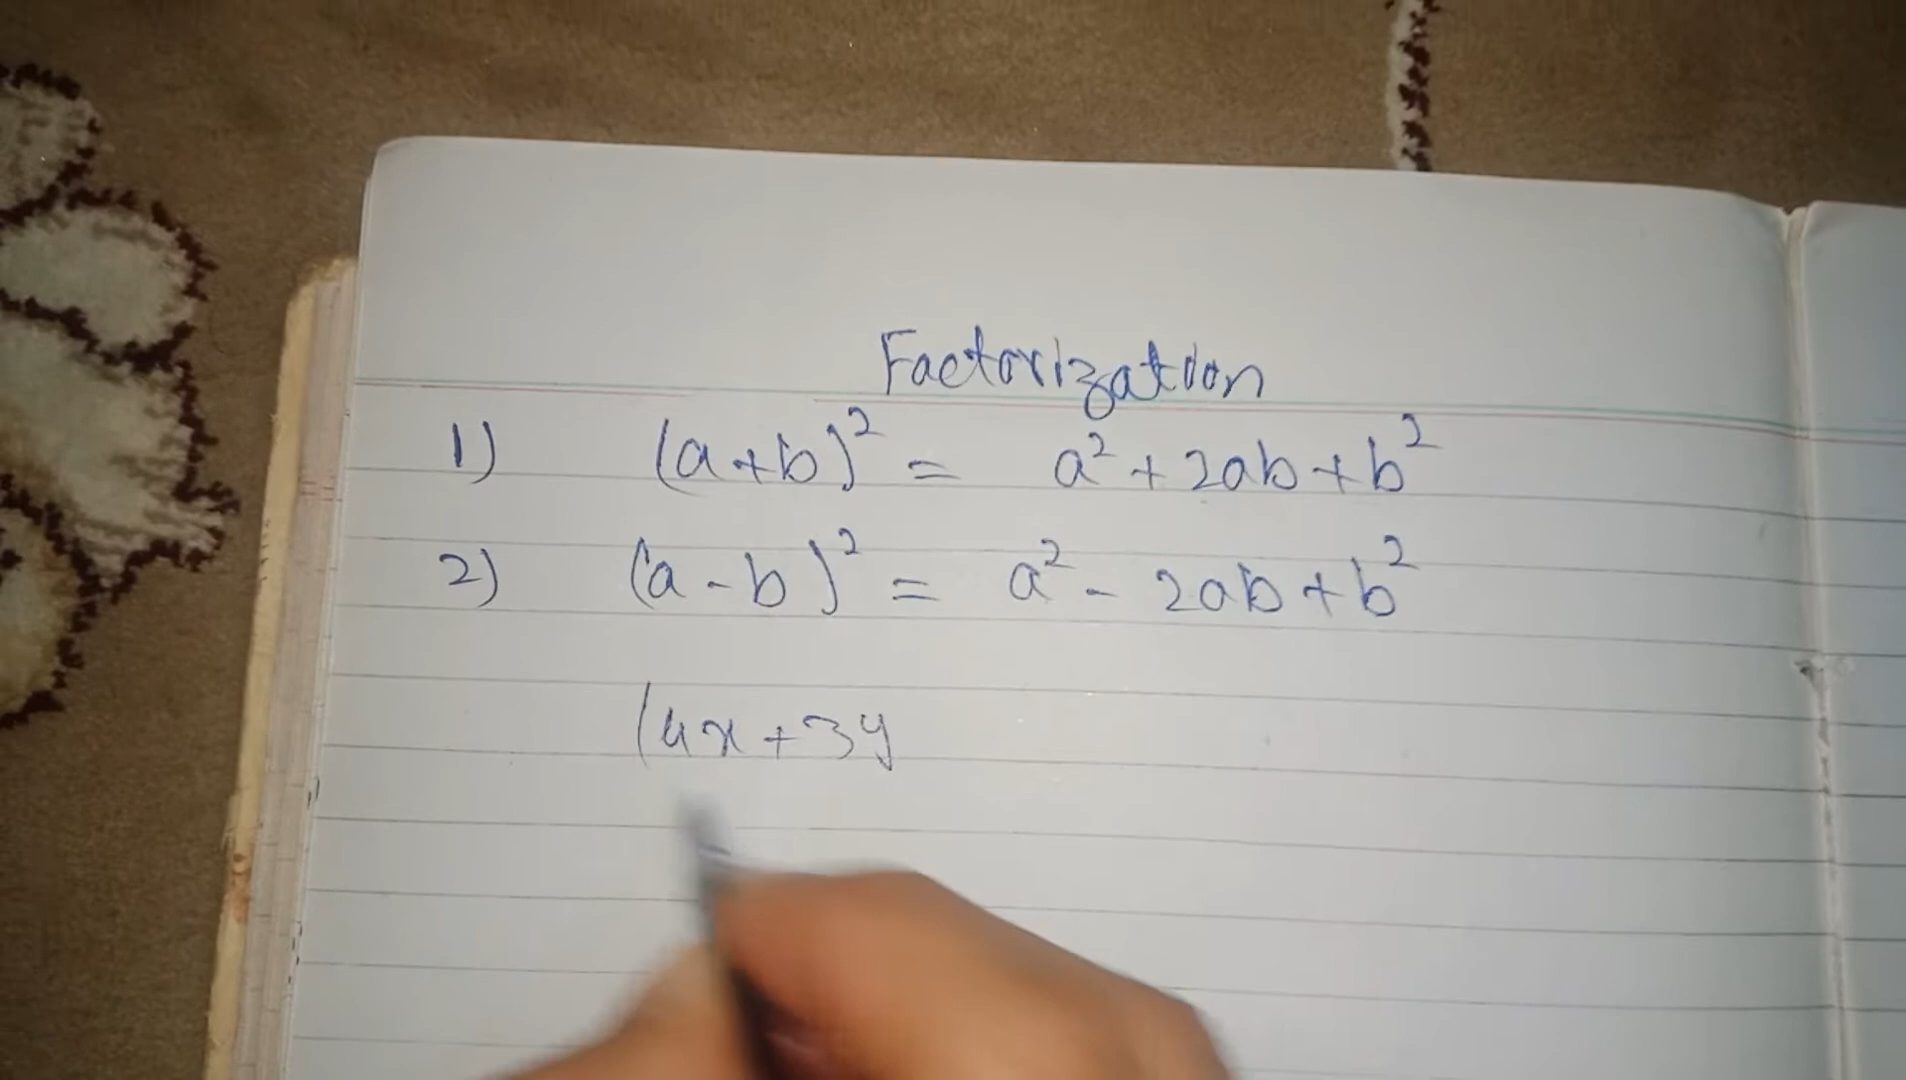 Factorization
1) (a+b)² = a²+2ab+b²
2) (a-b)² = a²-2ab+b²
(4x+3y